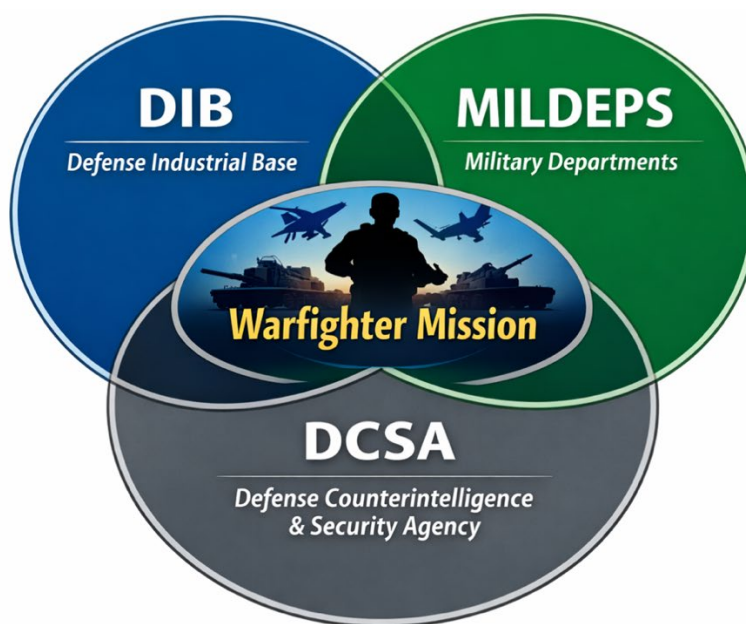 DIB
Defense Industrial Base
MILDEPS
Military Departments
Warfighter Mission
DCSA
Defense Counterintelligence
& Security Agency